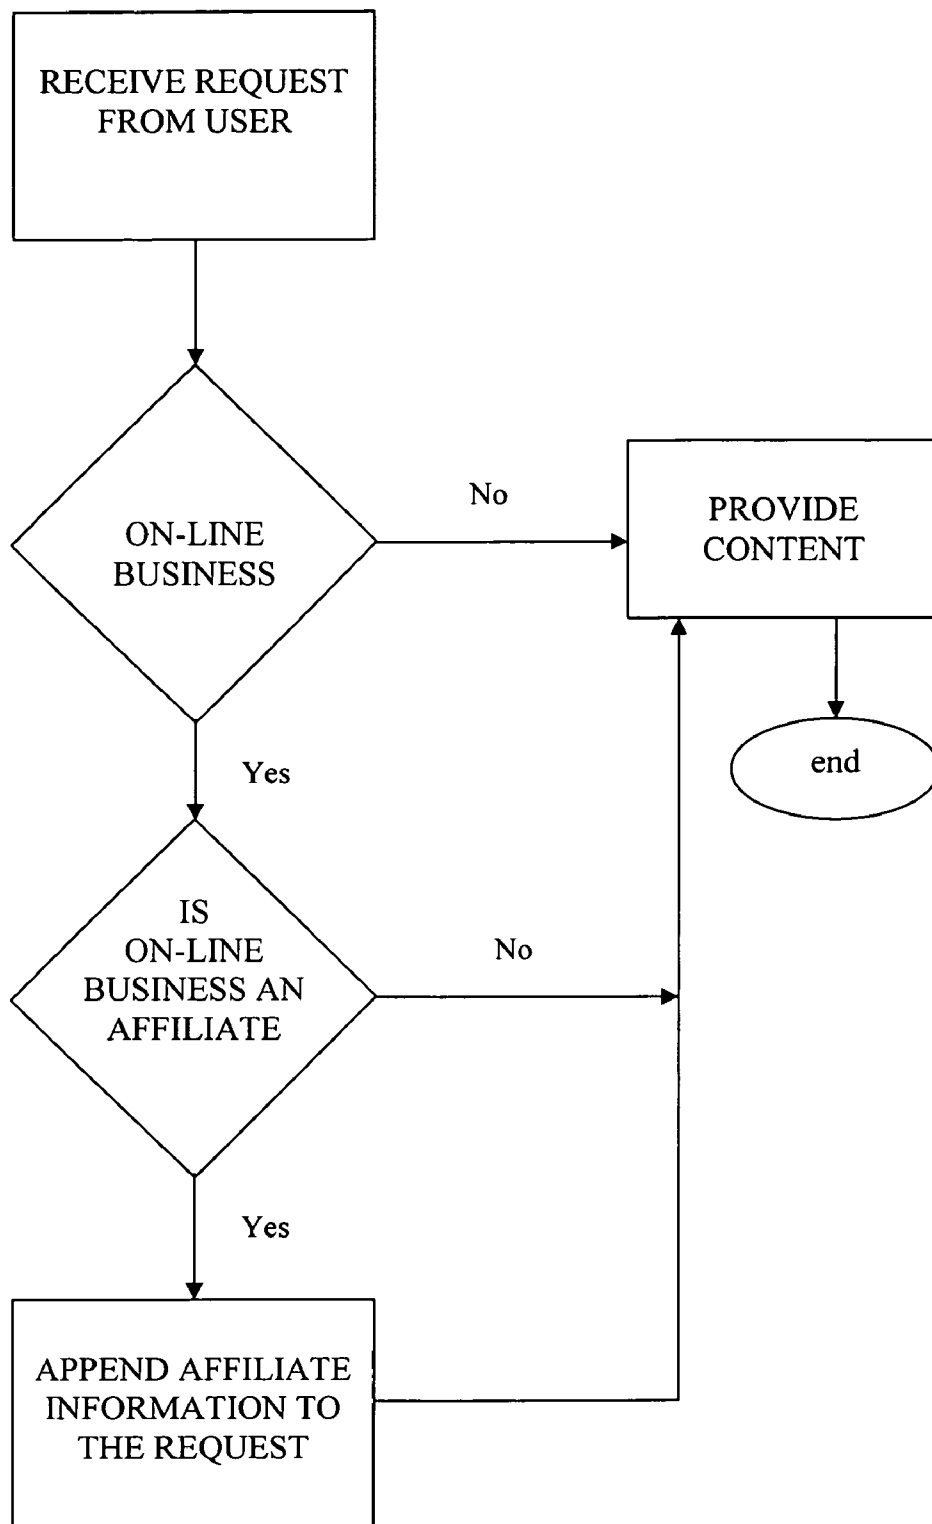 RECEIVE REQUEST
FROM USER
No
ON-LINE
BUSINESS
PROVIDE
CONTENT
Yes
end
IS
ON-LINE
BUSINESS AN
AFFILIATE
No
Yes
APPEND AFFILIATE
INFORMATION TO
THE REQUEST